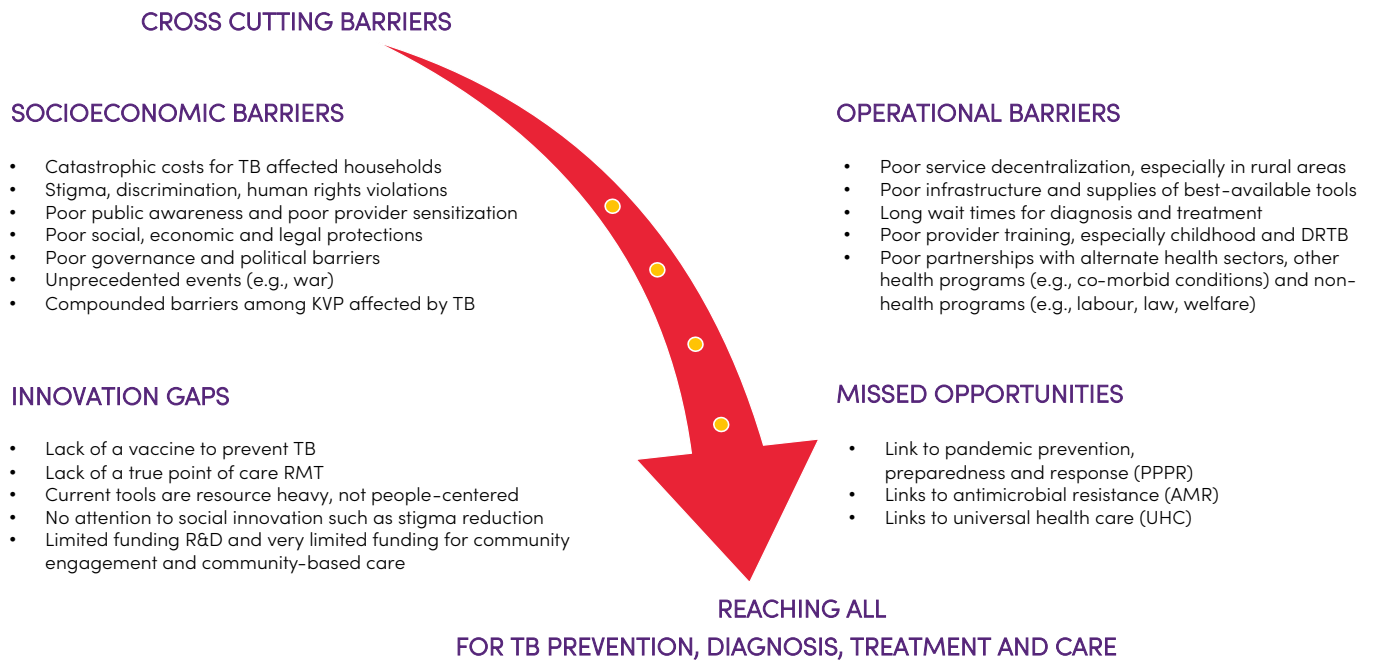 CROSS CUTTING BARRIERS
SOCIOECONOMIC BARRIERS
• Catastrophic costs for TB affected households
• Stigma, discrimination, human rights violations
• Poor public awareness and poor provider sensitization
• Poor social, economic and legal protections
• Poor governance and political barriers
• Unprecedented events (e.g., war)
• Compounded barriers among KVP affected by TB
OPERATIONAL BARRIERS
• Poor service decentralization, especially in rural areas
• Poor infrastructure and supplies of best-available tools
• Long wait times for diagnosis and treatment
• Poor provider training, especially childhood and DRTB
• Poor partnerships with alternate health sectors, other
health programs (e.g., co-morbid conditions) and non-
health programs (e.g., labour, law, welfare)
INNOVATION GAPS
• Lack of a vaccine to prevent TB
• Lack of a true point of care RMT
• Current tools are resource heavy, not people-centered
• No attention to social innovation such as stigma reduction
• Limited funding R&D and very limited funding for community
engagement and community-based care
MISSED OPPORTUNITIES
• Link to pandemic prevention,
preparedness and response (PPPR)
• Links to antimicrobial resistance (AMR)
• Links to universal health care (UHC)
REACHING ALL
FOR TB PREVENTION, DIAGNOSIS, TREATMENT AND CARE